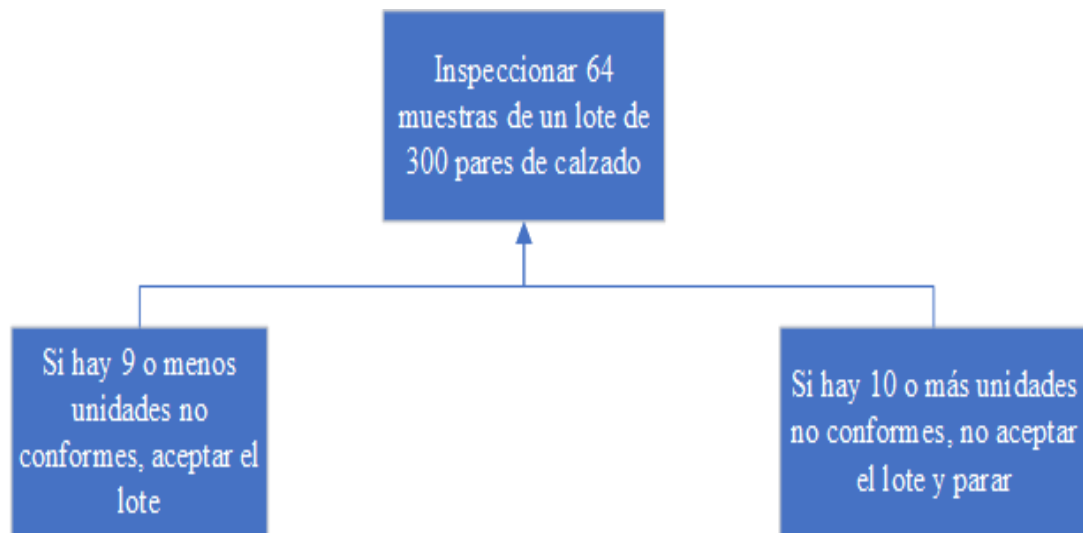 Inspeccionar 64
muestras de un lote de
300 pares de calzado
Si hay 9 o menos
unidades no
conformes, aceptar el
lote
Si hay 10 o más unidades
no conformes, no aceptar
el lote y parar